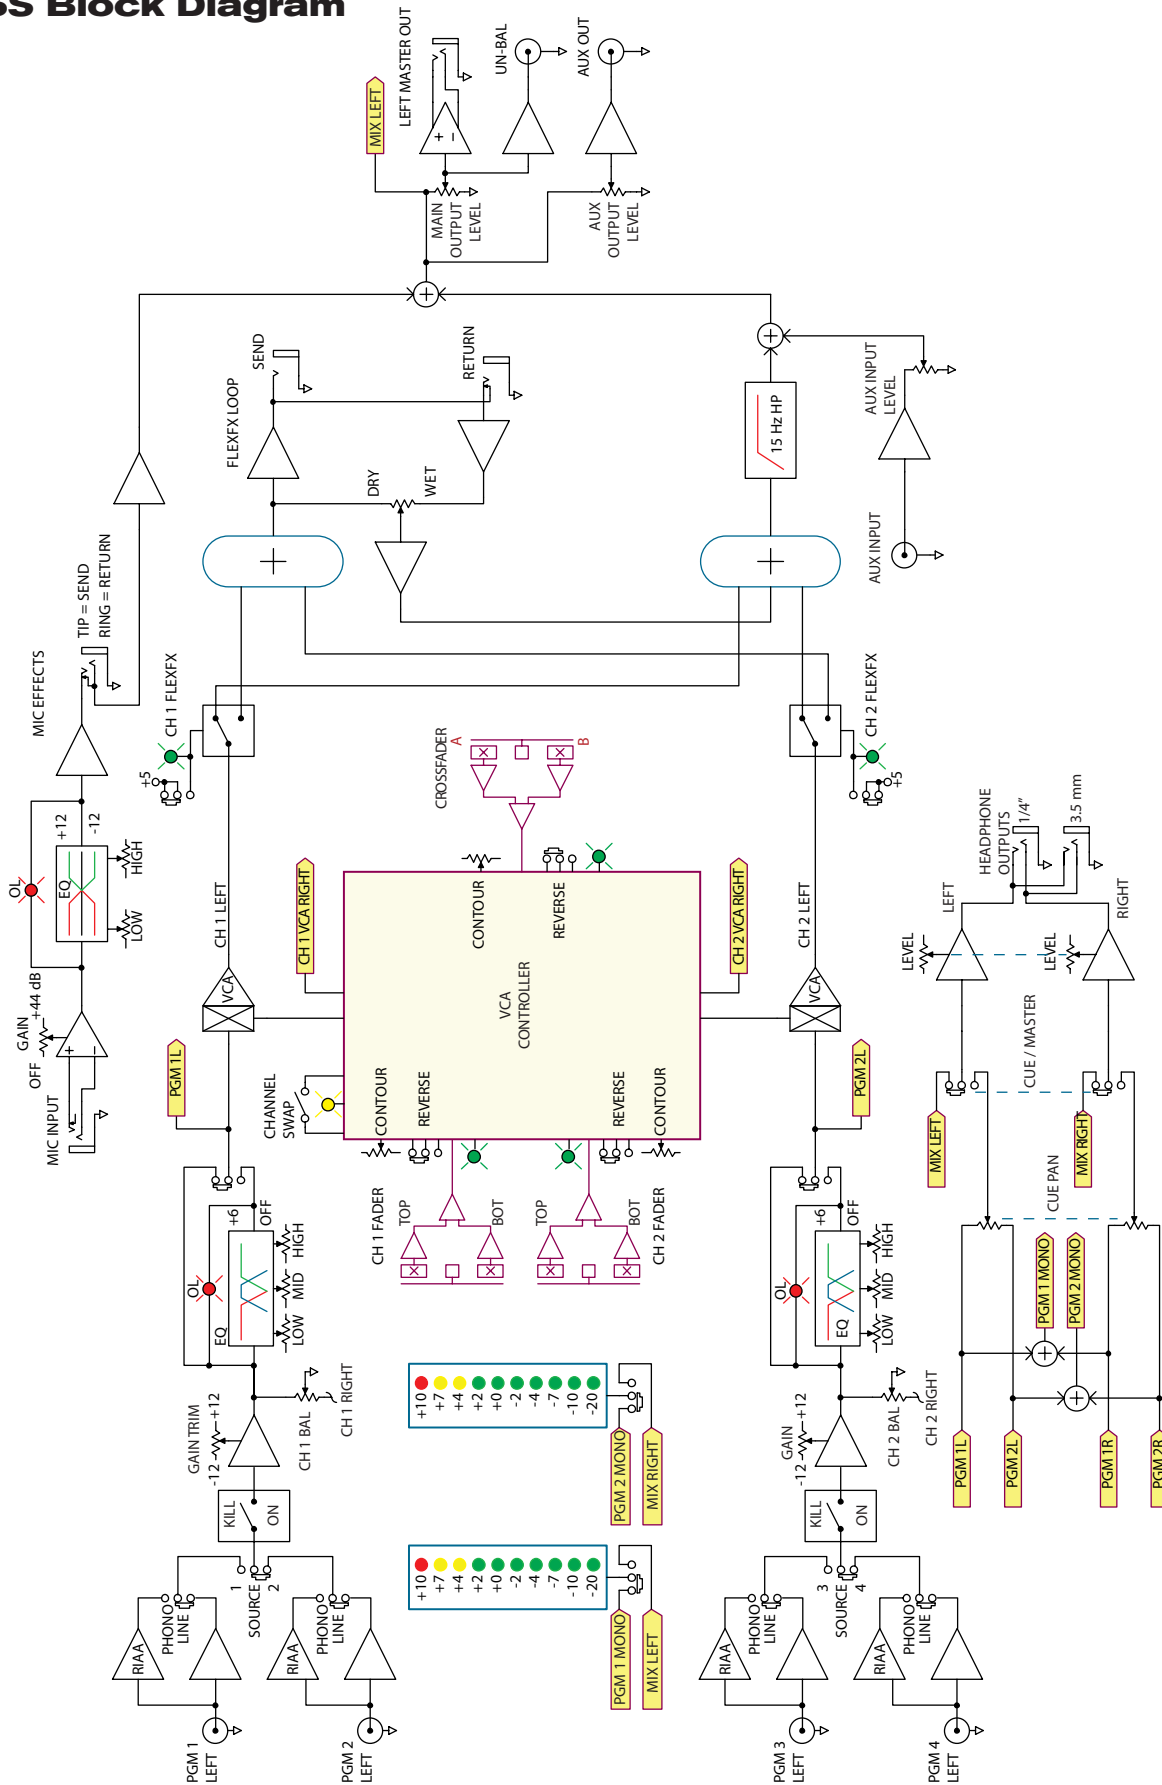 SS Block Diagram
MIX LEFT
LEFT MASTER OUT
UN-BAL
AUX OUT
+
−
MAIN
OUTPUT
LEVEL
AUX
OUTPUT
LEVEL
MIC INPUT
OFF
GAIN
+44 dB
+
−
OL
EQ
+12
-12
LOW
HIGH
MIC EFFECTS
TIP = SEND
RING = RETURN
FLEXFX LOOP
SEND
RETURN
DRY
WET
15 Hz HP
AUX INPUT
AUX INPUT
LEVEL
+5
CH 1 FLEXFX
CH 2 FLEXFX
+5
CROSSFADER
A
B
CH 1 LEFT
CH 1 VCA RIGHT
CH 2 VCA RIGHT
CH 2 LEFT
VCA
VCA
VCA
CONTROLLER
CONTOUR
REVERSE
CONTOUR
REVERSE
REVERSE
CONTOUR
CHANNEL
SWAP
PGM 1L
PGM 2L
CH 1 FADER
TOP
BOT
TOP
BOT
CH 2 FADER
OL
EQ
+6
OFF
LOW
MID
HIGH
GAIN TRIM
-12
+12
CH 1 BAL
CH 1 RIGHT
KILL
ON
1
SOURCE
2
RIAA
PHONO
LINE
RIAA
PHONO
LINE
PGM 1
LEFT
PGM 2
LEFT
+10
+7
+4
+2
+0
-2
-4
-7
-10
-20
PGM 2 MONO
MIX RIGHT
+10
+7
+4
+2
+0
-2
-4
-7
-10
-20
PGM 1 MONO
MIX LEFT
OL
EQ
+6
OFF
LOW
MID
HIGH
GAIN
-12
+12
CH 2 BAL
CH 2 RIGHT
KILL
ON
3
SOURCE
4
RIAA
PHONO
LINE
RIAA
PHONO
LINE
PGM 3
LEFT
PGM 4
LEFT
HEADPHONE
OUTPUTS
1/4”
3.5 mm
LEFT
RIGHT
LEVEL
LEVEL
CUE / MASTER
MIX LEFT
MIX RIGHT
CUE PAN
PGM 1 MONO
PGM 2 MONO
PGM 1L
PGM 2L
PGM 1R
PGM 2R